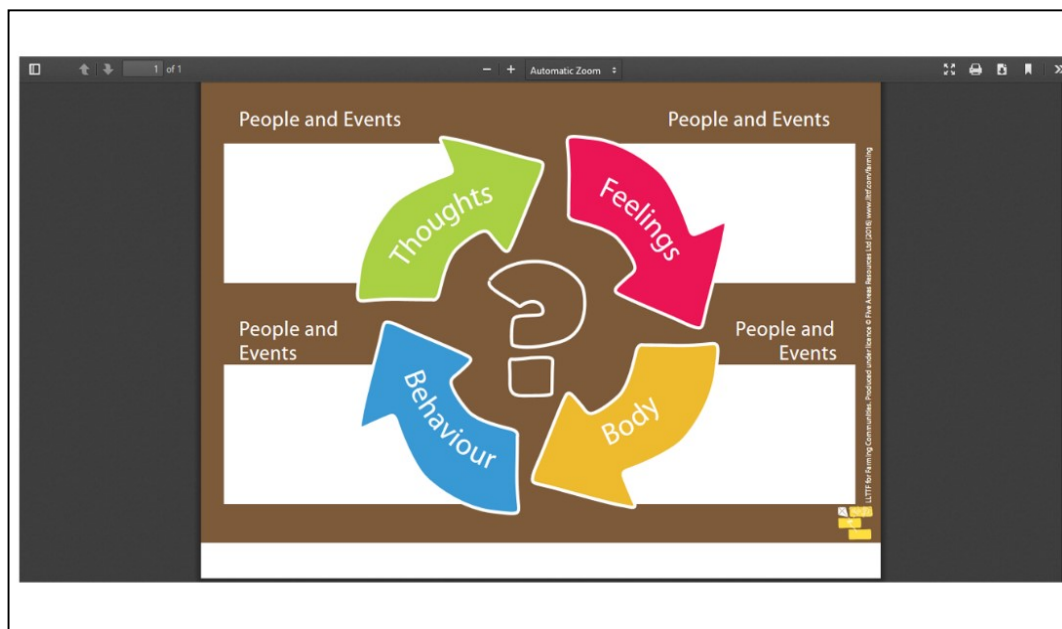 1 of 1
Automatic Zoom
People and Events
People and Events
Thoughts
Feelings
People and
Events
People and
Events
Behaviour
Body
?
LLTTF for Farming Communities. Produced under licence © Five Areas Resources Ltd (2016) www.llttf.com/farming